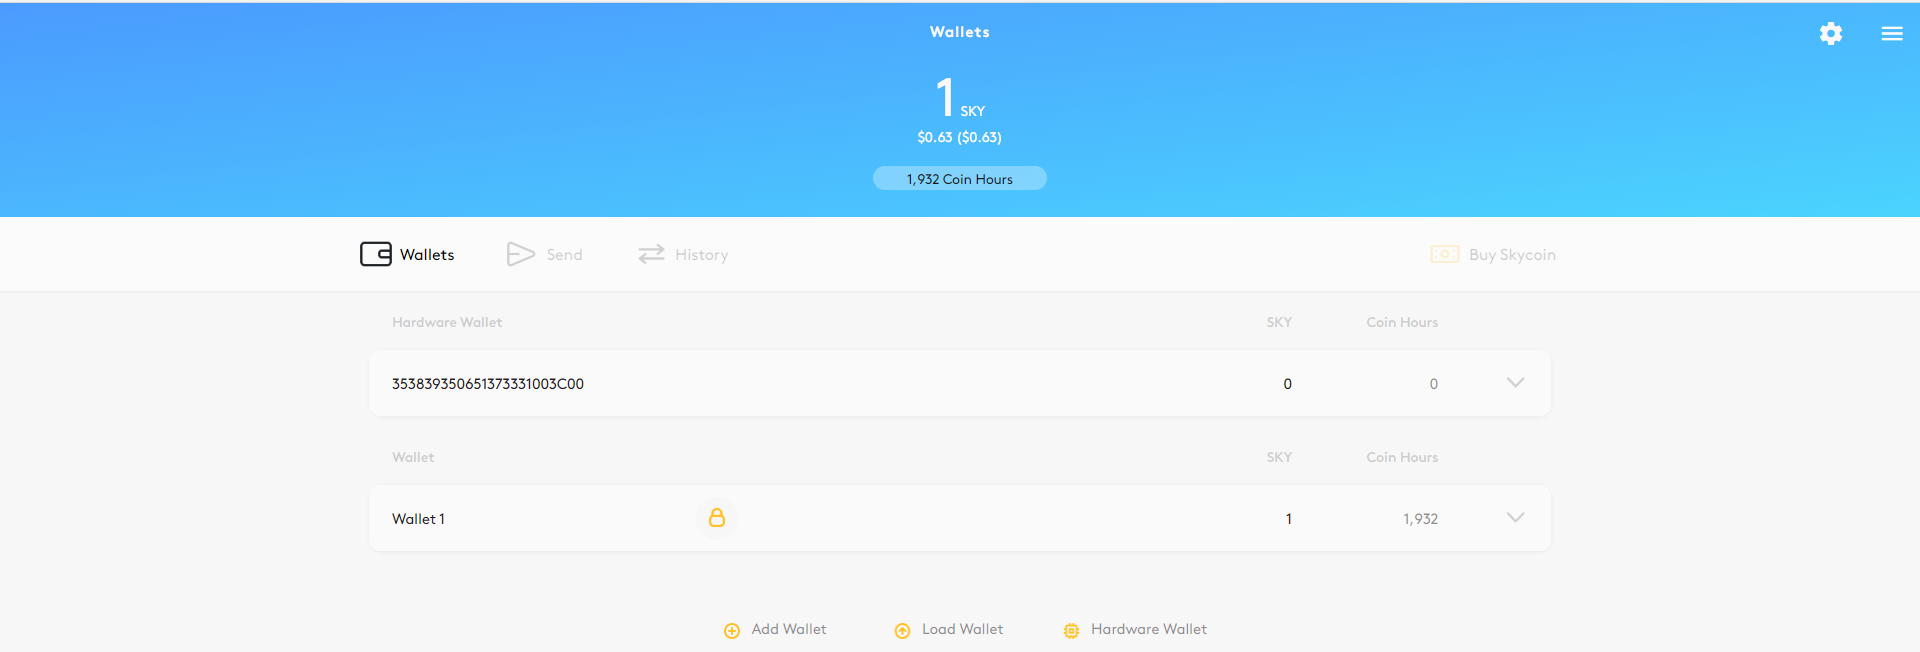 Wallets
1 SKY
$0.63 ($0.63)
1,932 Coin Hours
Wallets Send History Buy Skycoin
Hardware Wallet SKY Coin Hours
353839350651373331003C00 0 0
Wallet SKY Coin Hours
Wallet 1 1 1,932
Add Wallet Load Wallet Hardware Wallet